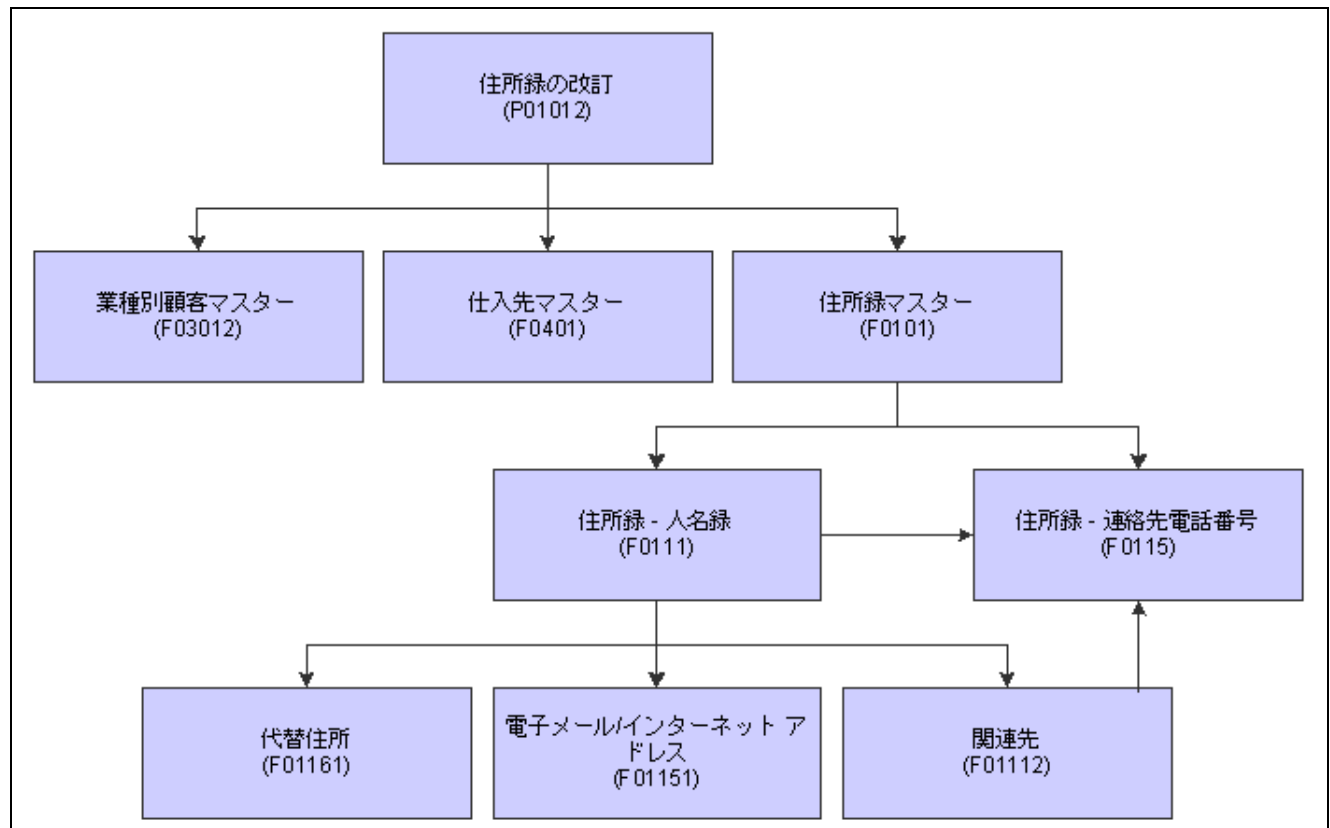 住所録の改訂
(P01012)
業種別顧客マスター
(F03012)
仕入先マスター
(F0401)
住所録マスター
(F0101)
住所録 - 人名録
(F0111)
住所録 - 連絡先電話番号
(F0115)
代替住所
(F01161)
電子メール/インターネット ア
ドレス
(F01151)
関連先
(F01112)